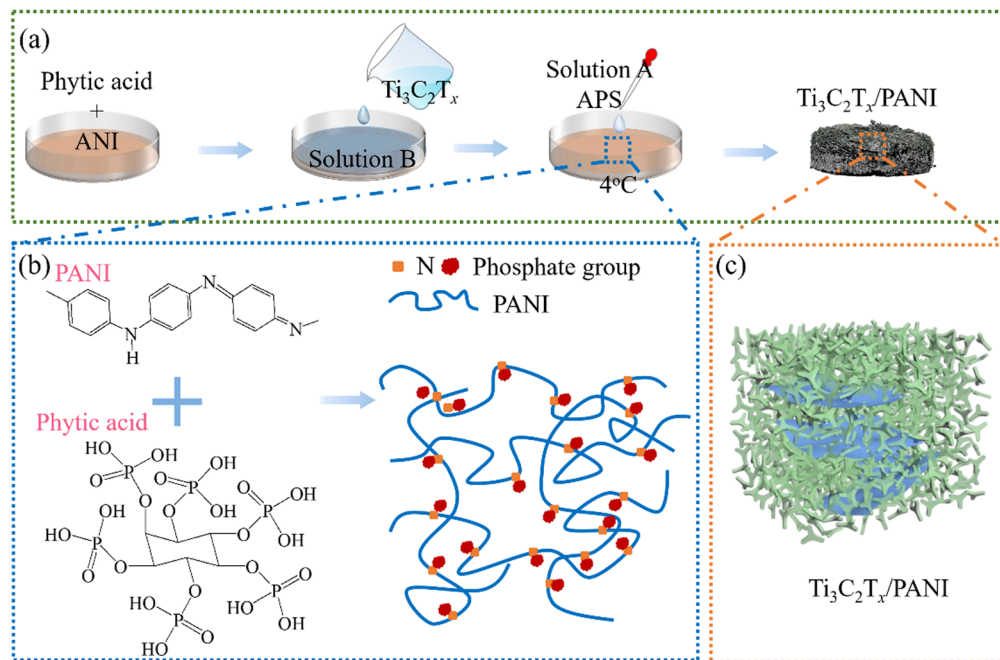 (a)
Phytic acid
+
ANI
Ti₃C₂Tₓ
Solution B
Solution A
APS
4°C
Ti₃C₂Tₓ/PANI
(b)
PANI
N
N
N
H
N Phosphate group
PANI
Phytic acid
HO
OH
P
O
O
O
OH
P
OH
O
O
OH
P
OH
O
OH
OH
P
O
O
O
P
O
OH
HO
O
HO
P
HO
O
(c)
Ti₃C₂Tₓ/PANI